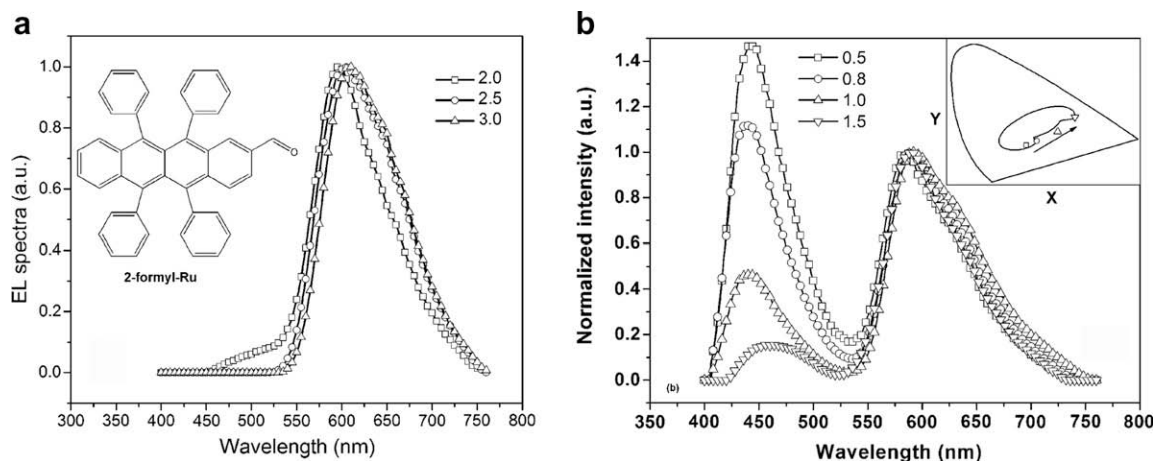 a
1.0
0.8
0.6
0.4
0.2
0.0
EL spectra (a.u.)
2.0
2.5
3.0
O
2-formyl-Ru
300 350 400 450 500 550 600 650 700 750 800
Wavelength (nm)
b
1.4
1.2
1.0
0.8
0.6
0.4
0.2
0.0
Normalized intensity (a.u.)
0.5
0.8
1.0
1.5
Y
X
(b)
350 400 450 500 550 600 650 700 750 800
Wavelength (nm)